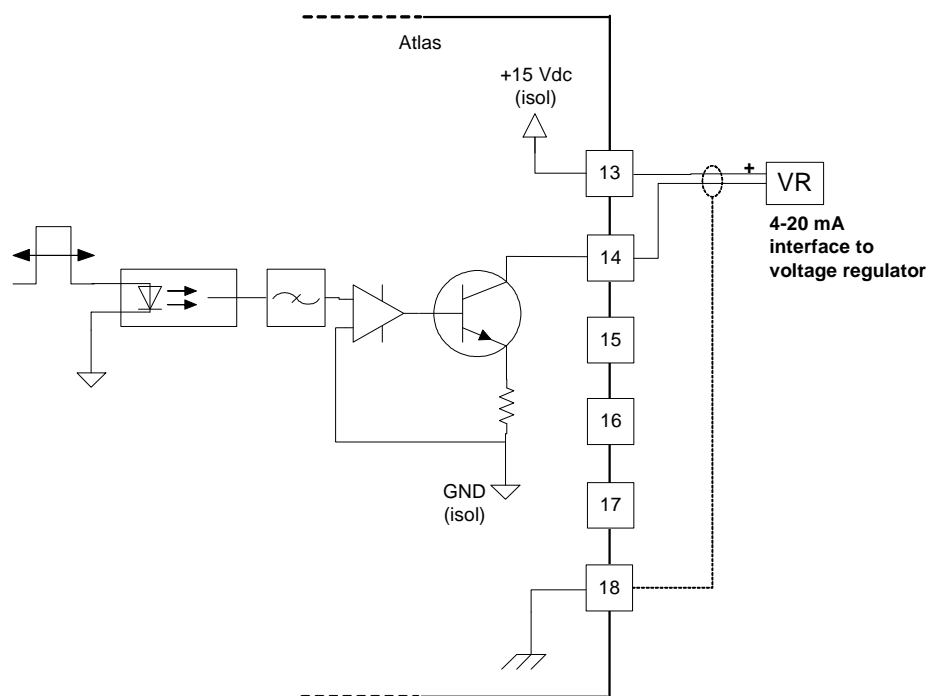 Atlas
+15 Vdc
(isol)
13
+
VR
4-20 mA
interface to
voltage regulator
14
15
16
GND
(isol)
17
18